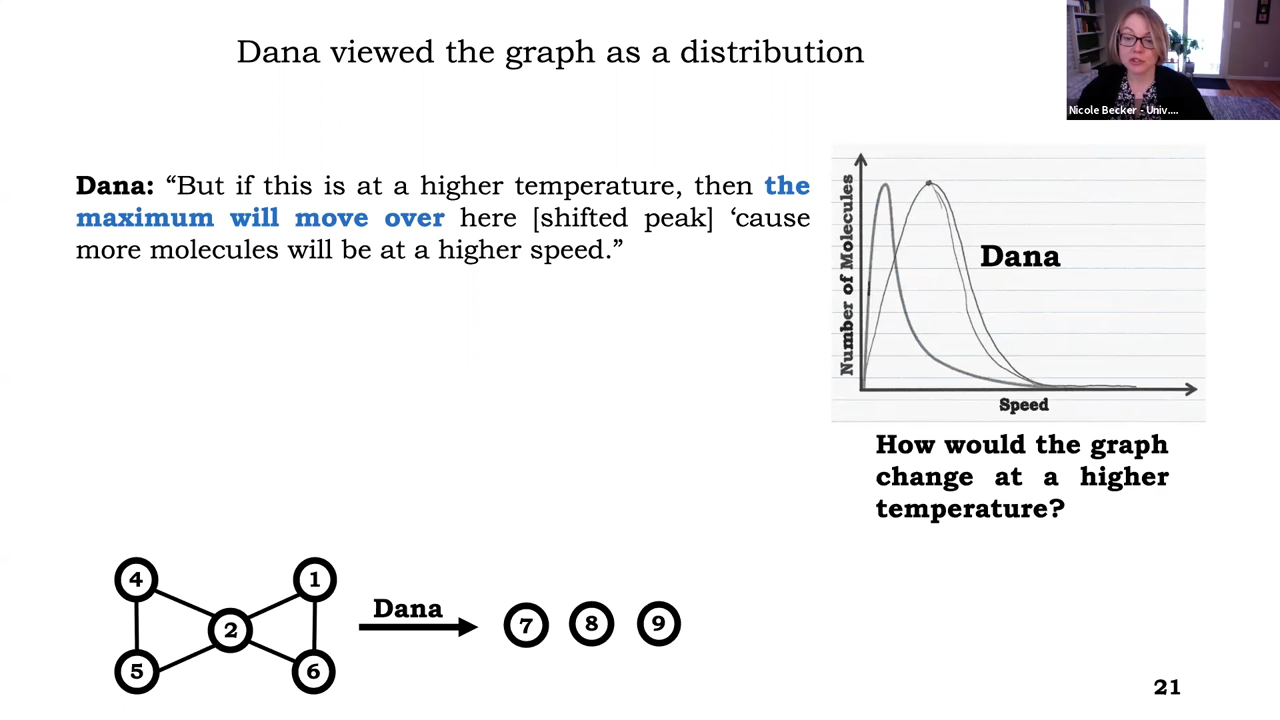 Dana viewed the graph as a distribution
Nicole Becker - Univ....
Dana: “But if this is at a higher temperature, then the
maximum will move over here [shifted peak] ‘cause
more molecules will be at a higher speed.”
Number of Molecules
Dana
Speed
How would the graph
change at a higher
temperature?
4
1
2
5
6
Dana
7 8 9
21